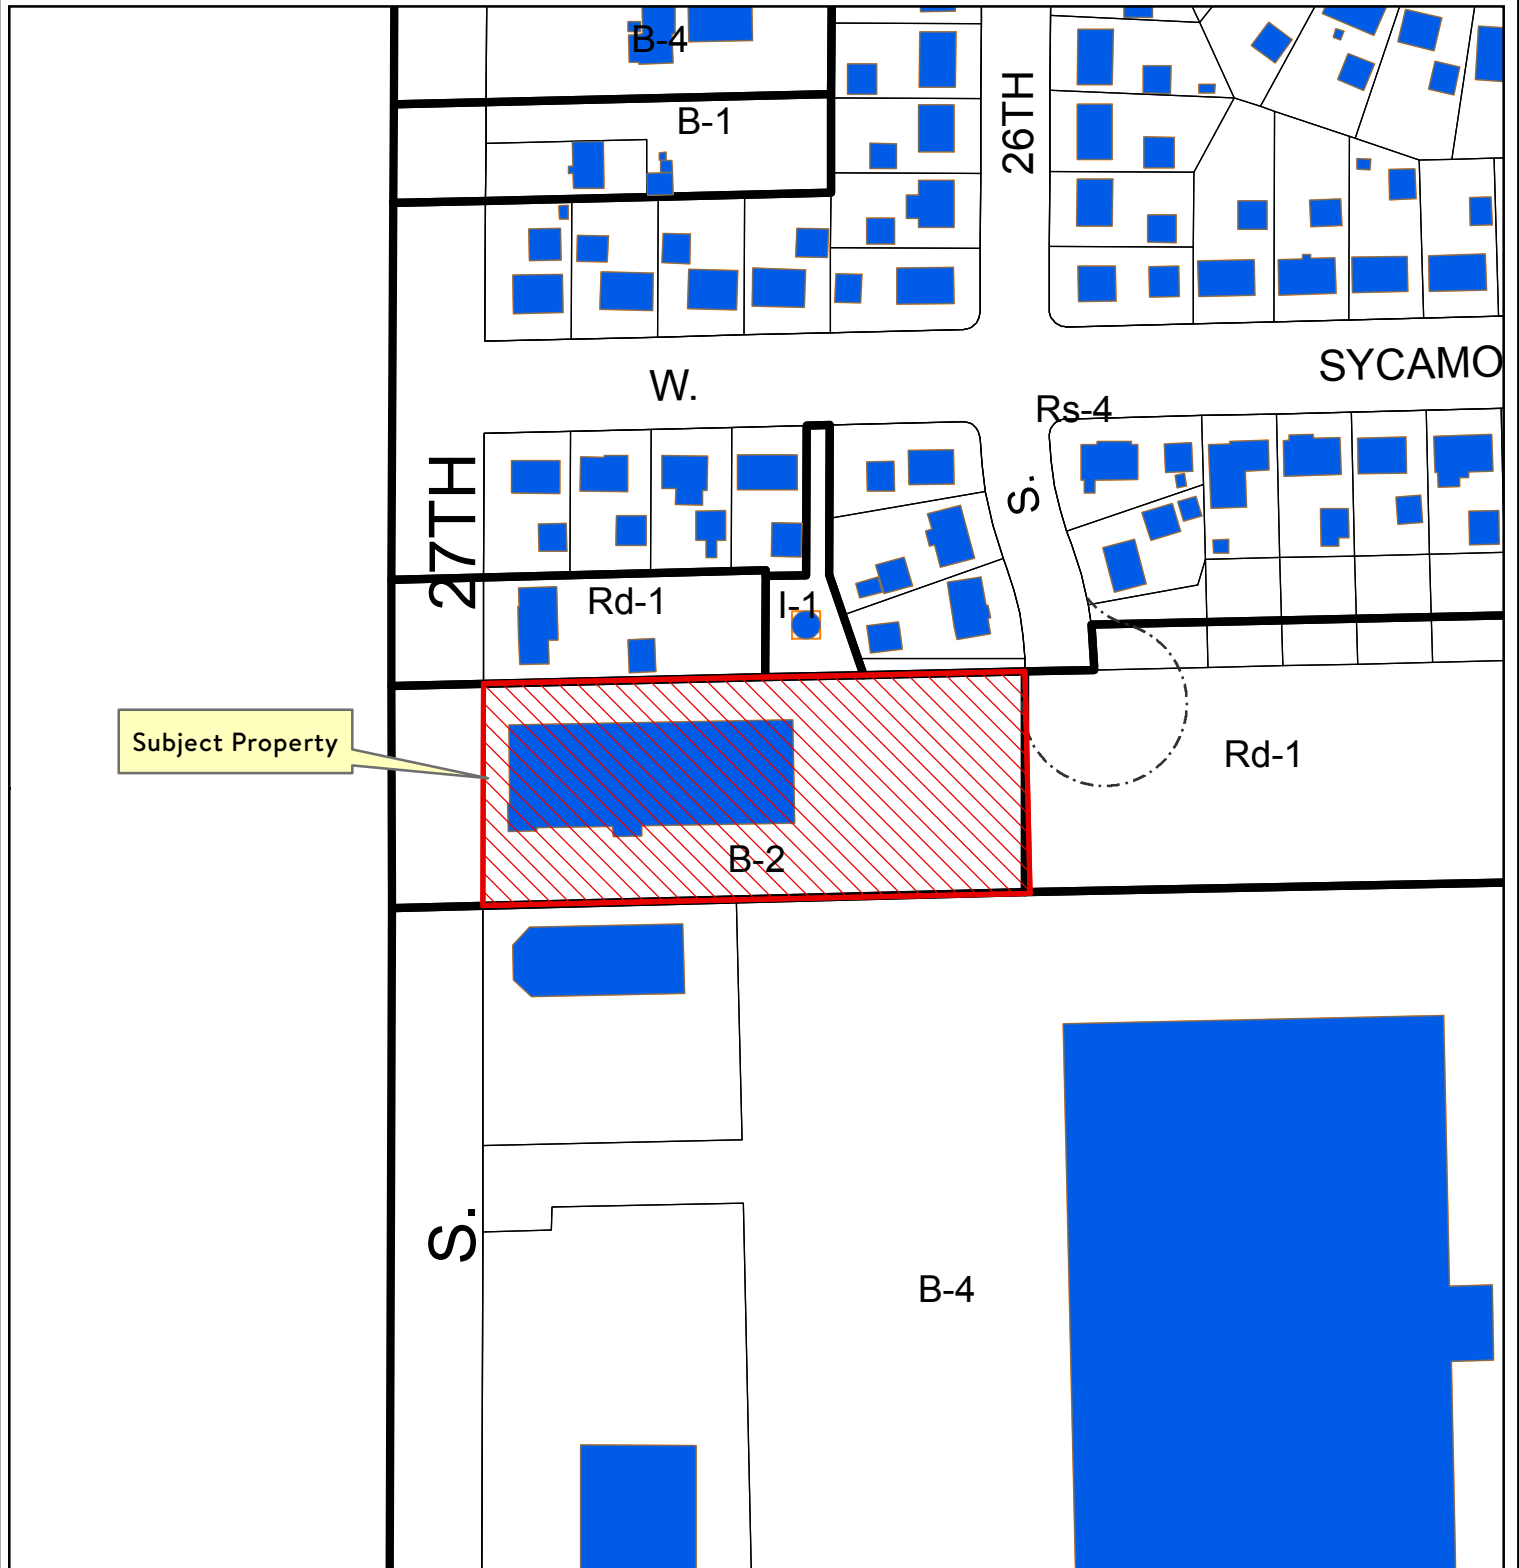 B-4
B-1
26TH
SYCAMO
W.
Rs-4
27TH
S.
Rd-1
I-1
Subject Property
Rd-1
B-2
S.
B-4